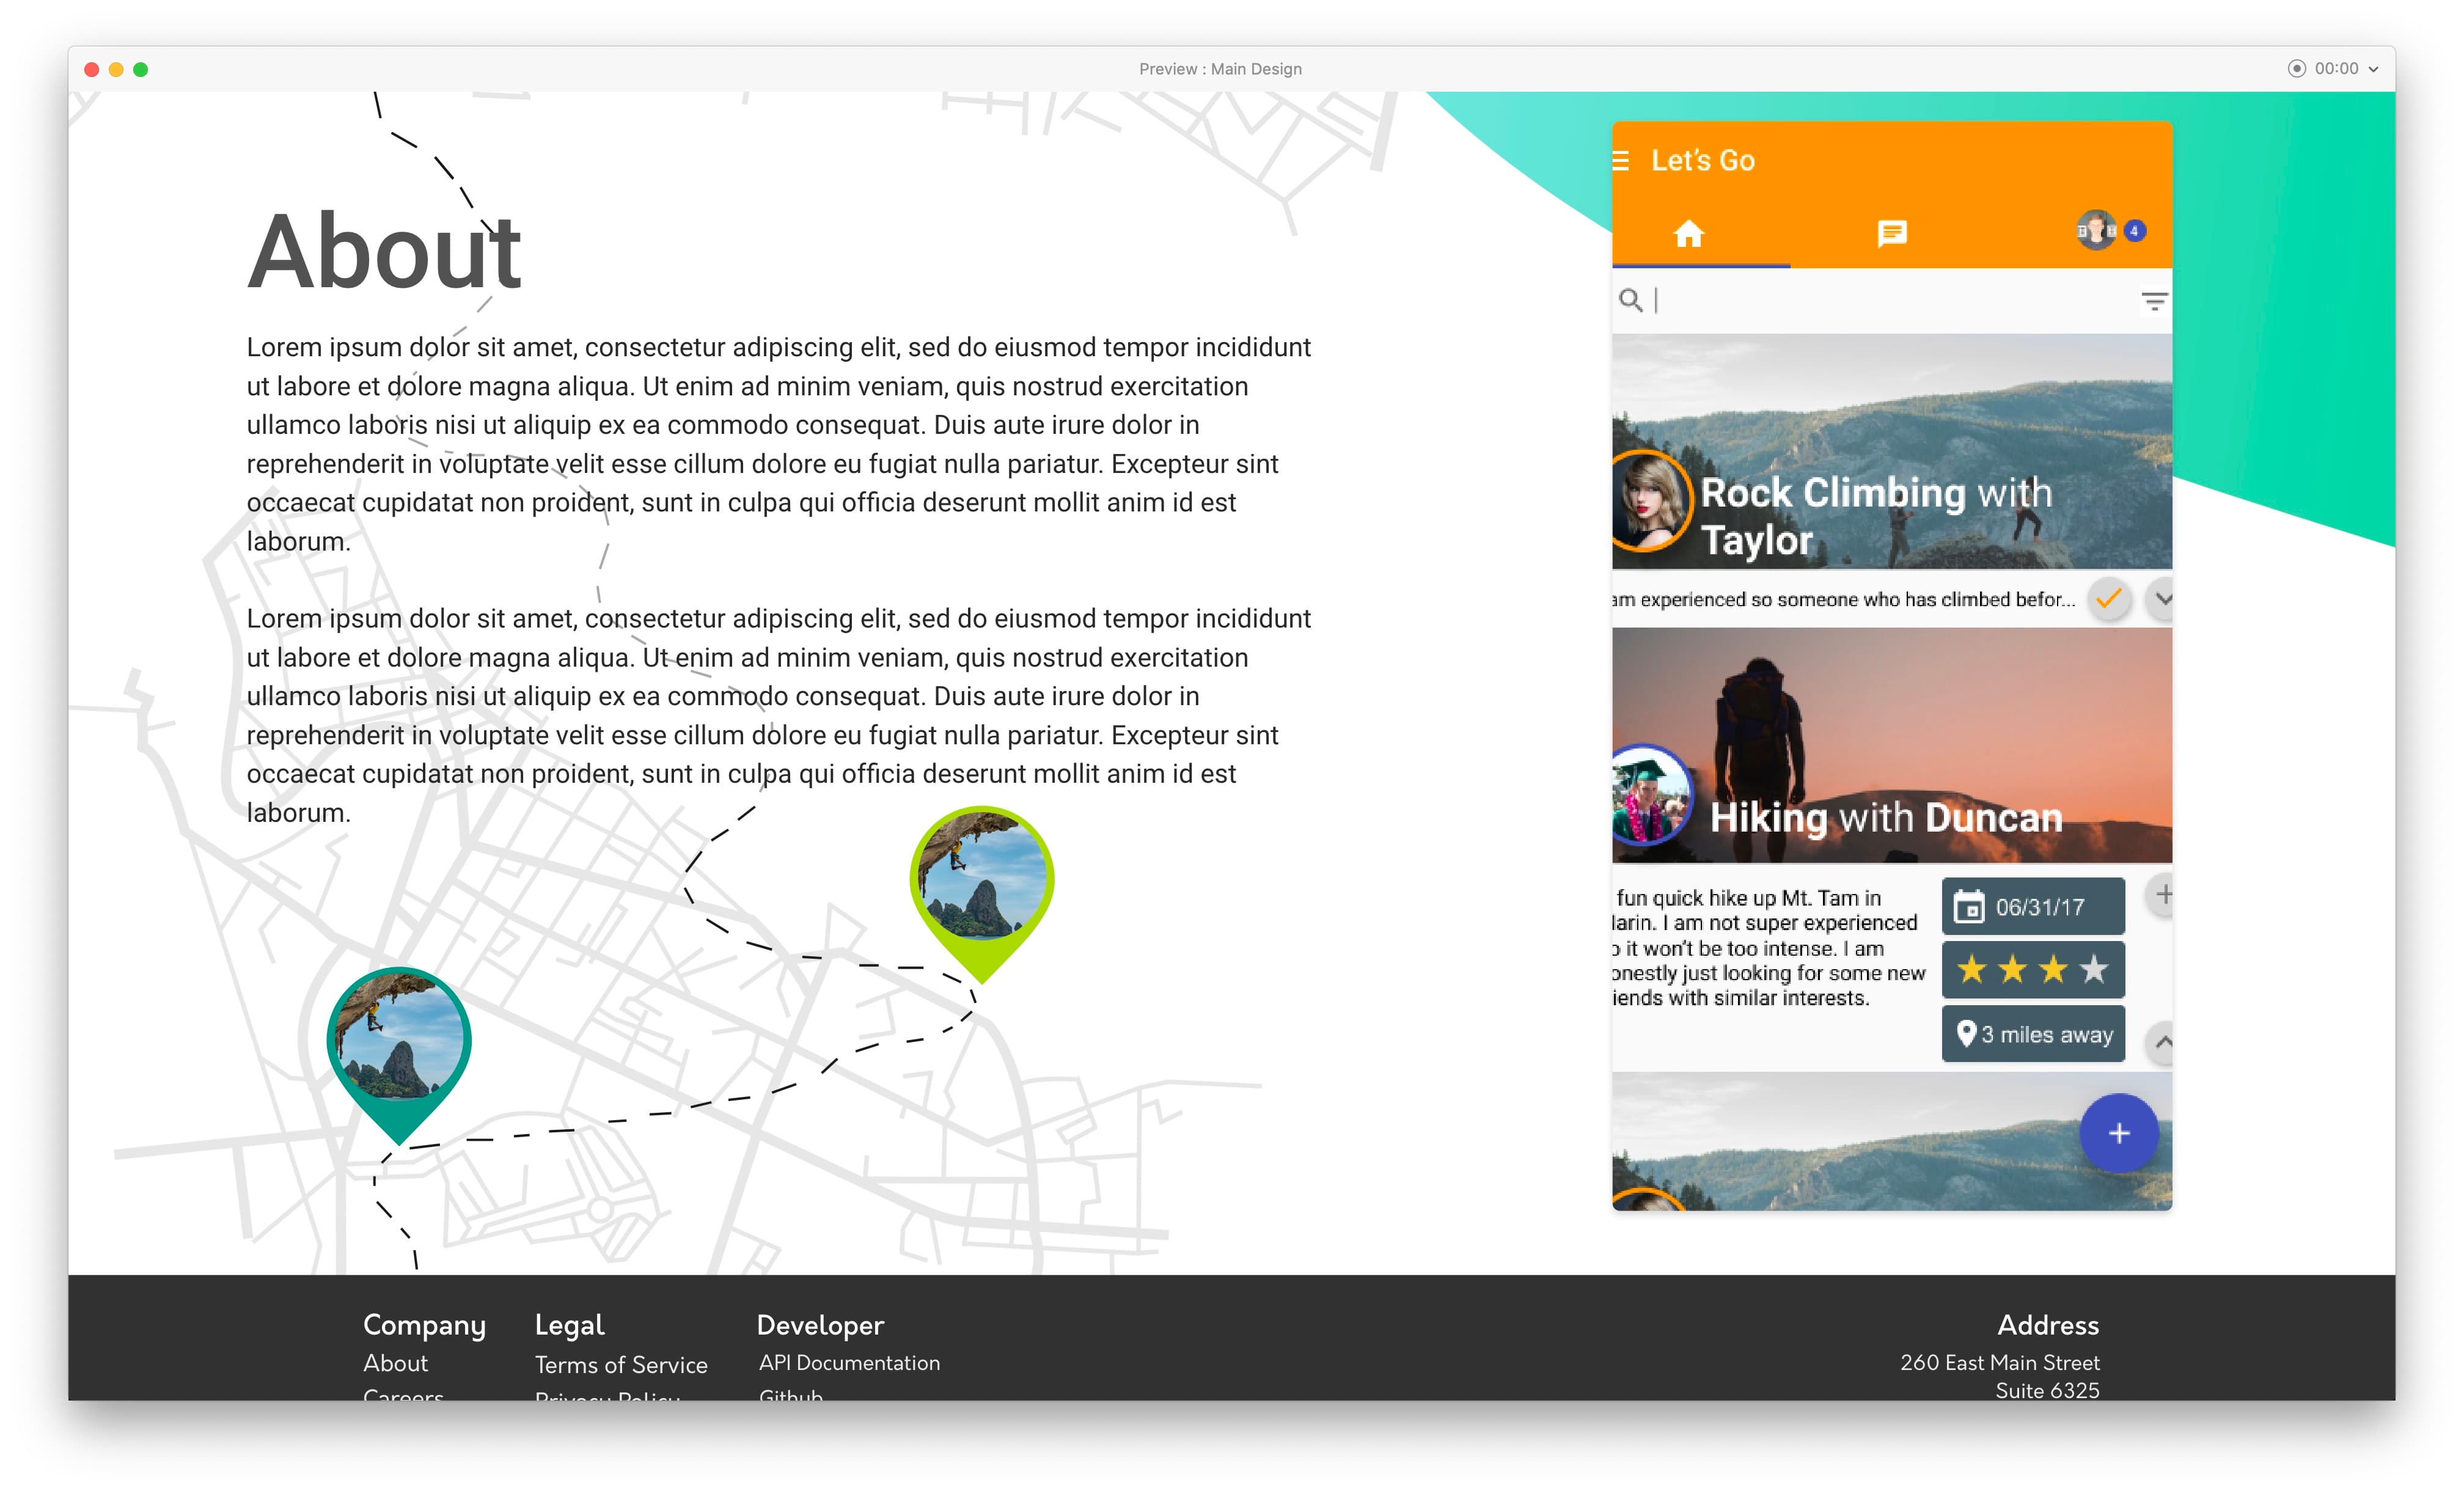 Preview : Main Design
00:00
About
Lorem ipsum dolor sit amet, consectetur adipiscing elit, sed do eiusmod tempor incididunt
ut labore et dolore magna aliqua. Ut enim ad minim veniam, quis nostrud exercitation
ullamco laboris nisi ut aliquip ex ea commodo consequat. Duis aute irure dolor in
reprehenderit in voluptate velit esse cillum dolore eu fugiat nulla pariatur. Excepteur sint
occaecat cupidatat non proident, sunt in culpa qui officia deserunt mollit anim id est
laborum.
Lorem ipsum dolor sit amet, consectetur adipiscing elit, sed do eiusmod tempor incididunt
ut labore et dolore magna aliqua. Ut enim ad minim veniam, quis nostrud exercitation
ullamco laboris nisi ut aliquip ex ea commodo consequat. Duis aute irure dolor in
reprehenderit in voluptate velit esse cillum dolore eu fugiat nulla pariatur. Excepteur sint
occaecat cupidatat non proident, sunt in culpa qui officia deserunt mollit anim id est
laborum.
Let's Go
4
Rock Climbing with
Taylor
am experienced so someone who has climbed befor...
Hiking with Duncan
fun quick hike up Mt. Tam in
larin. I am not super experienced
o it won't be too intense. I am
onestly just looking for some new
iends with similar interests.
06/31/17
3 miles away
Company
About
Careers
Legal
Terms of Service
Privacy Policy
Developer
API Documentation
Github
Address
260 East Main Street
Suite 6325